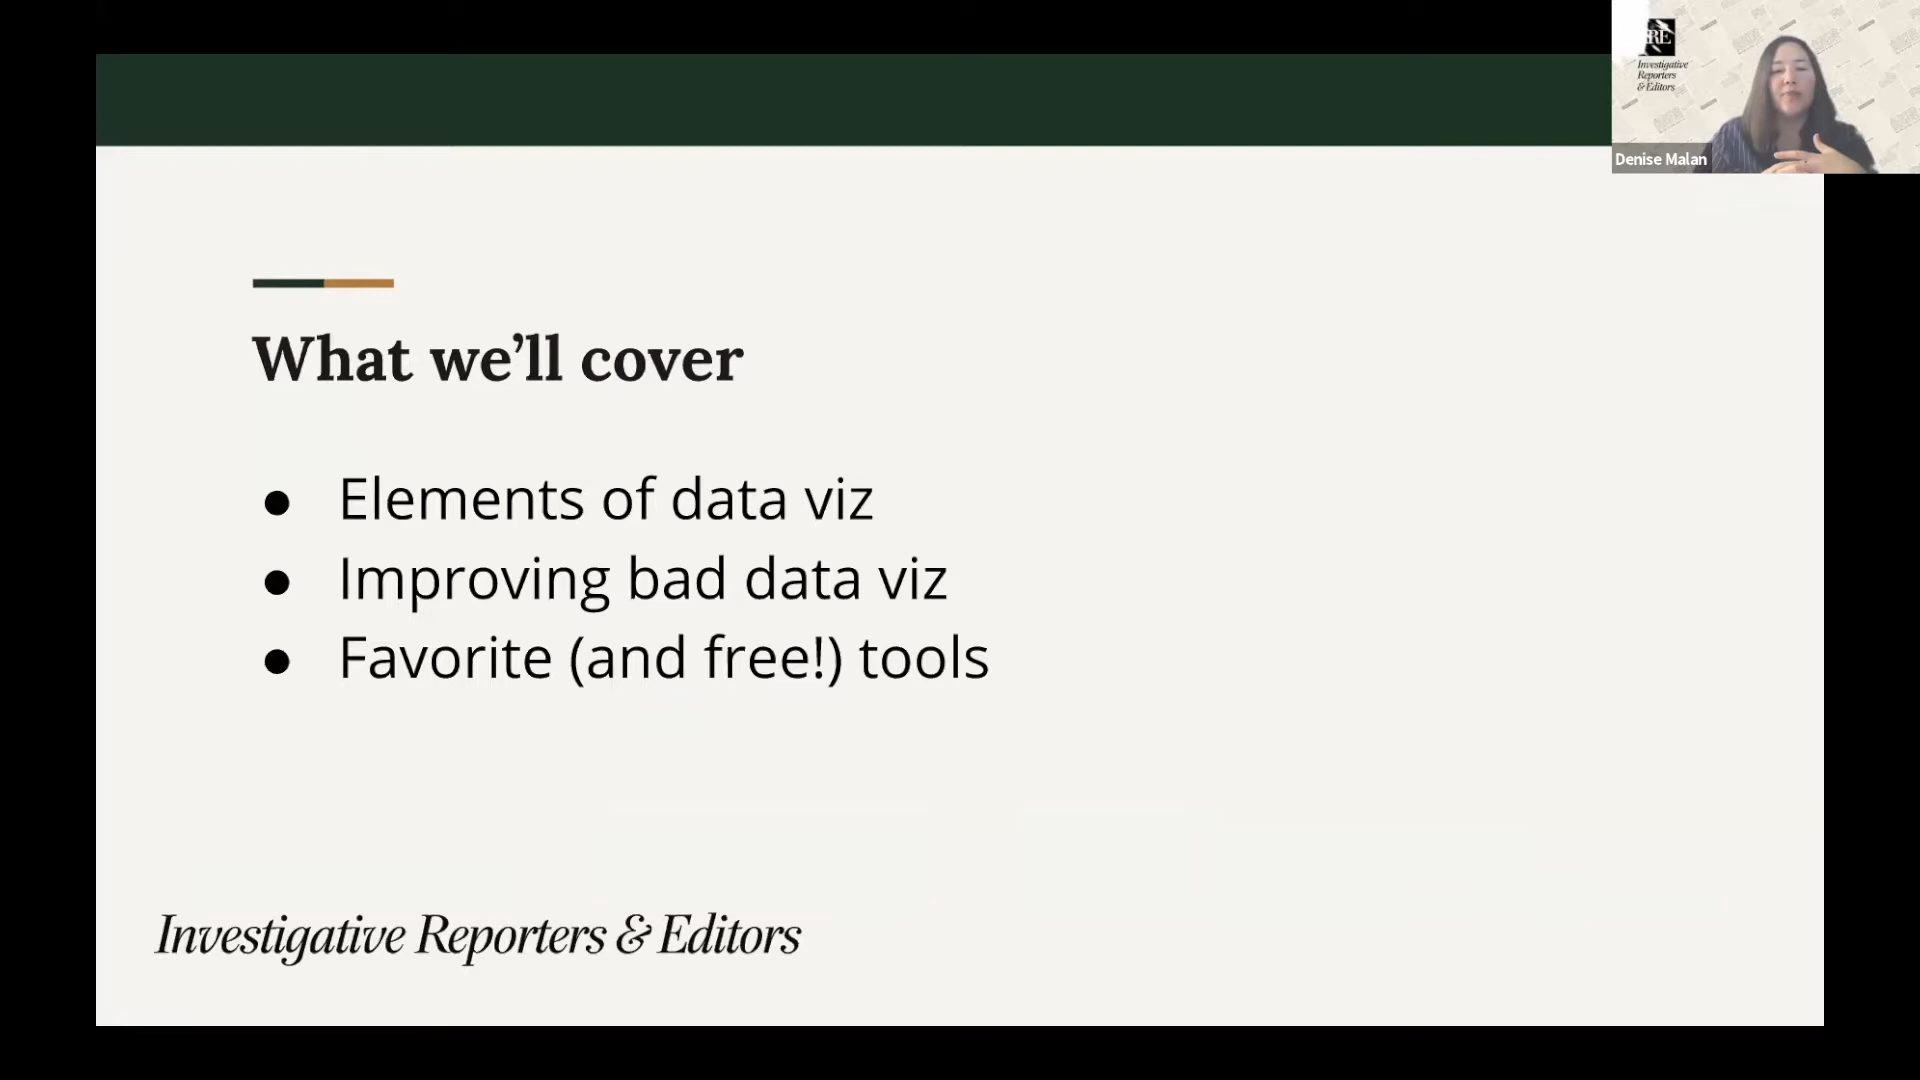 What we’ll cover
● Elements of data viz
● Improving bad data viz
● Favorite (and free!) tools
Investigative Reporters & Editors
Investigative
Reporters
& Editors
Denise Malan